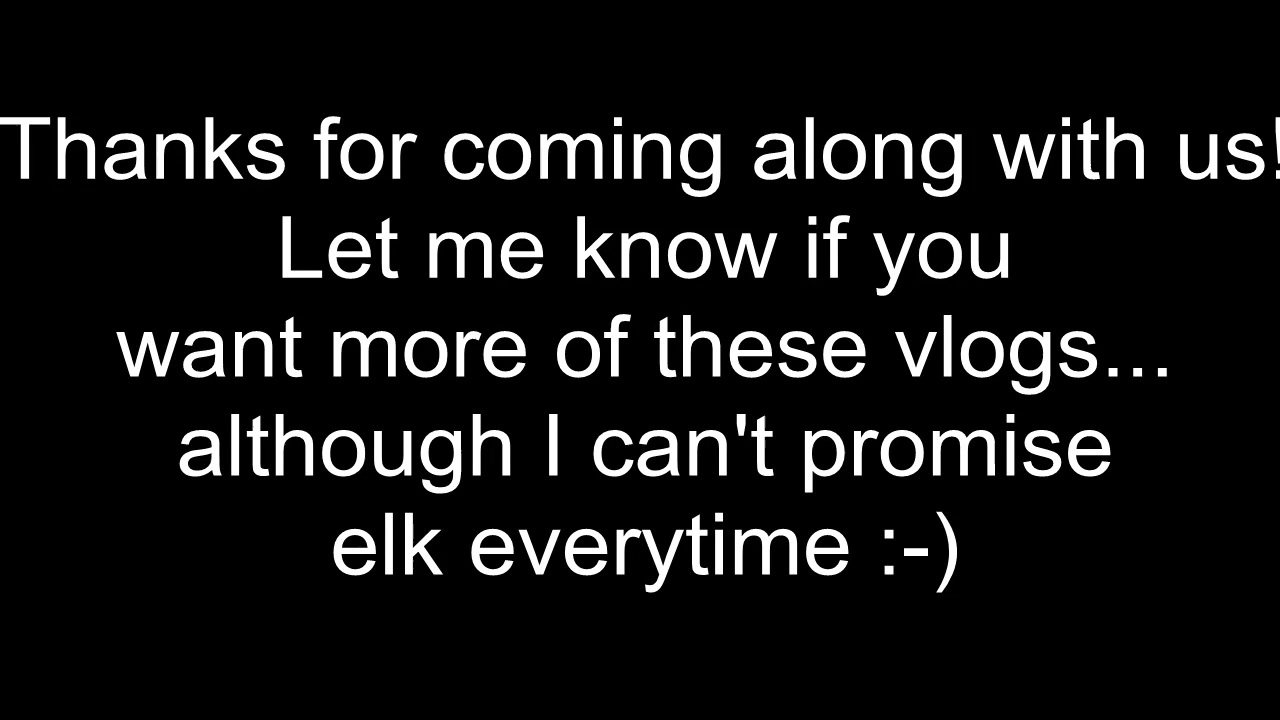 Thanks for coming along with us!
Let me know if you
want more of these vlogs...
although I can't promise
elk everytime :-)